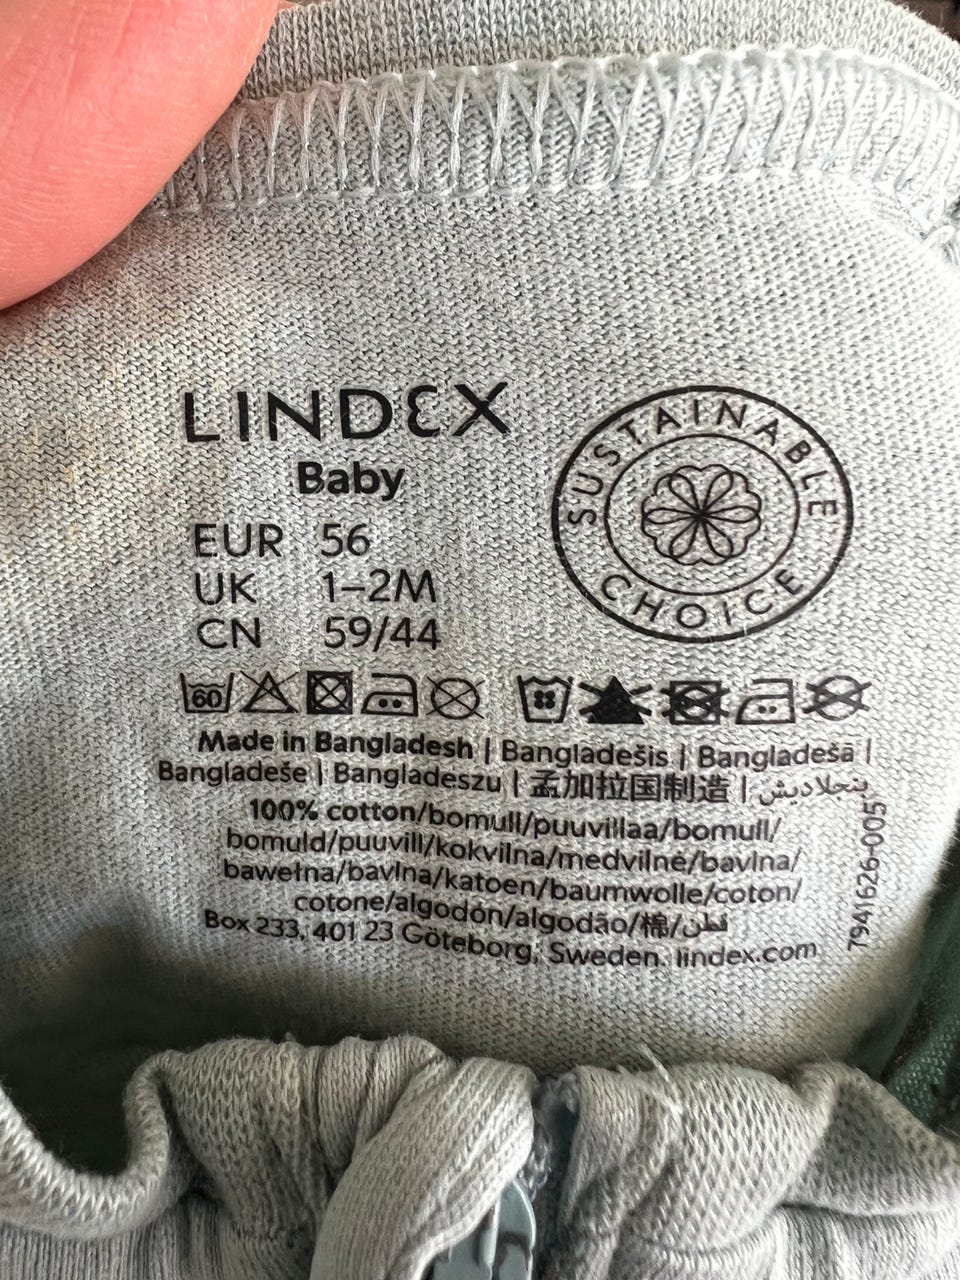 LINDEX
Baby
EUR 56
UK 1–2M
CN 59/44
SUSTAINABLE
CHOICE
60
Made in Bangladesh | Bangladešis | Bangladešā |
Bangladeše | Bangladeszu | 孟加拉国制造 | بنجلاديش
100% cotton/bomull/puuvillaa/bomull/
bomuld/puuvill/kokvilna/medvilnė/bavlna/
bawełna/bavlna/katoen/baumwolle/coton/
cotone/algodón/algodão/棉/قطن
Box 233, 401 23 Göteborg, Sweden. lindex.com
7941626-005